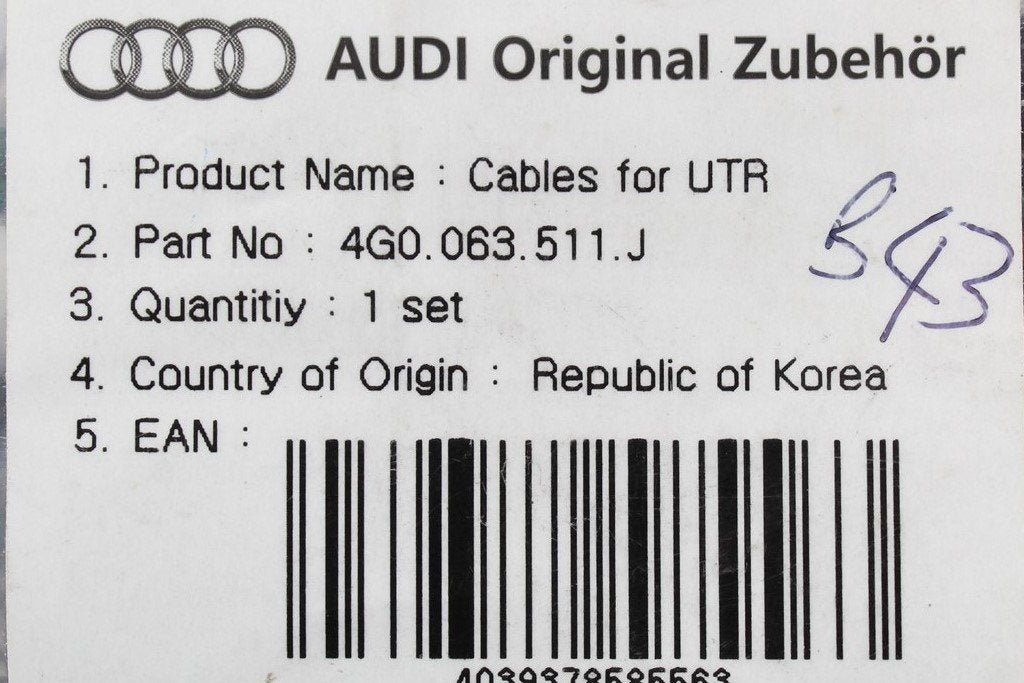 AUDI Original Zubehör
1. Product Name : Cables for UTR
2. Part No : 4G0.063.511.J
3. Quantitiy : 1 set
4. Country of Origin : Republic of Korea
5. EAN :
B43